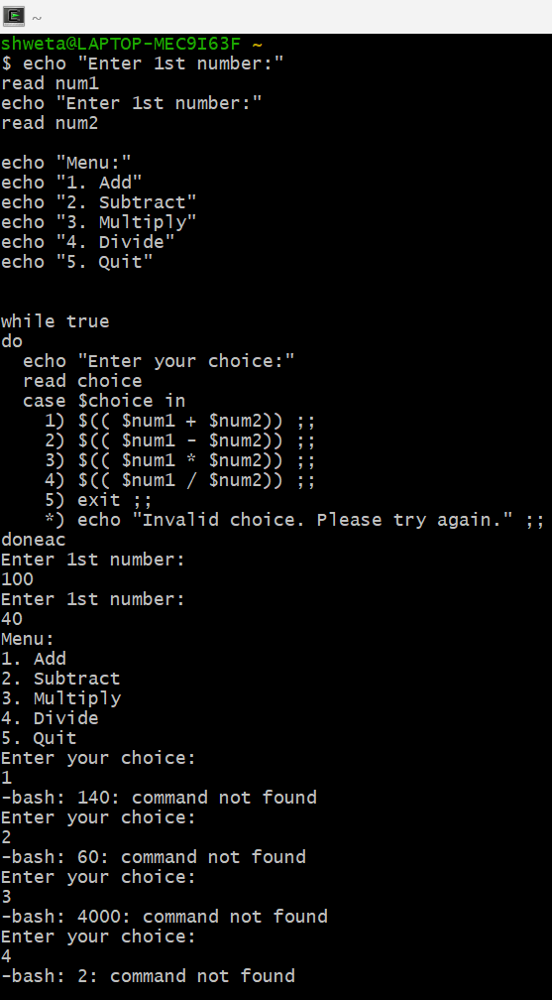 ~
shweta@LAPTOP-MEC9I63F ~
$ echo "Enter 1st number:"
read num1
echo "Enter 1st number:"
read num2

echo "Menu:"
echo "1. Add"
echo "2. Subtract"
echo "3. Multiply"
echo "4. Divide"
echo "5. Quit"


while true
do
  echo "Enter your choice:"
  read choice
  case $choice in
    1) $(( $num1 + $num2)) ;;
    2) $(( $num1 - $num2)) ;;
    3) $(( $num1 * $num2)) ;;
    4) $(( $num1 / $num2)) ;;
    5) exit ;;
    *) echo "Invalid choice. Please try again." ;;
doneac
Enter 1st number:
100
Enter 1st number:
40
Menu:
1. Add
2. Subtract
3. Multiply
4. Divide
5. Quit
Enter your choice:
1
-bash: 140: command not found
Enter your choice:
2
-bash: 60: command not found
Enter your choice:
3
-bash: 4000: command not found
Enter your choice:
4
-bash: 2: command not found